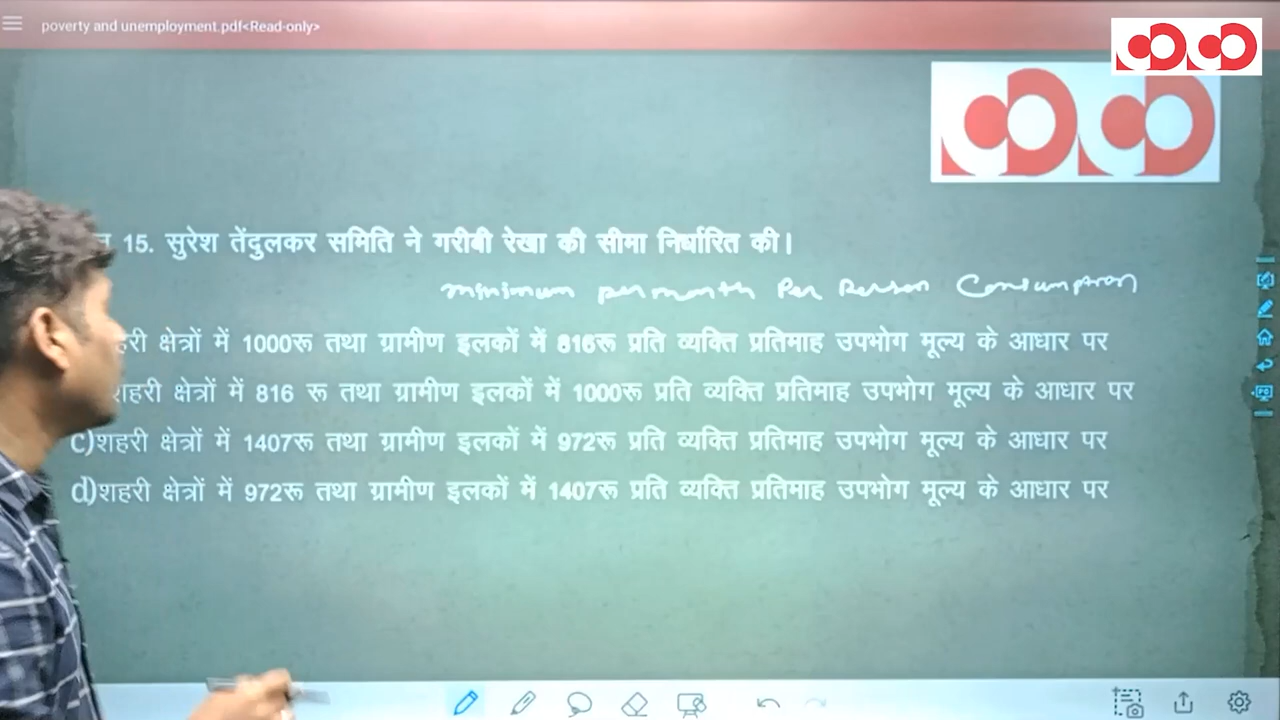 poverty and unemployment.pdf<Read-only>
15. सुरेश तेंदुलकर समिति ने गरीबी रेखा की सीमा निर्धारित की।
minimum per month Per Person Consumption
क्षेत्रों में 1000रू तथा ग्रामीण इलकों में 816रू प्रति व्यक्ति प्रतिमाह उपभोग मूल्य के आधार पर
शहरी क्षेत्रों में 816 रू तथा ग्रामीण इलकों में 1000रू प्रति व्यक्ति प्रतिमाह उपभोग मूल्य के आधार पर
c)शहरी क्षेत्रों में 1407रू तथा ग्रामीण इलकों में 972रू प्रति व्यक्ति प्रतिमाह उपभोग मूल्य के आधार पर
d)शहरी क्षेत्रों में 972रू तथा ग्रामीण इलकों में 1407रू प्रति व्यक्ति प्रतिमाह उपभोग मूल्य के आधार पर